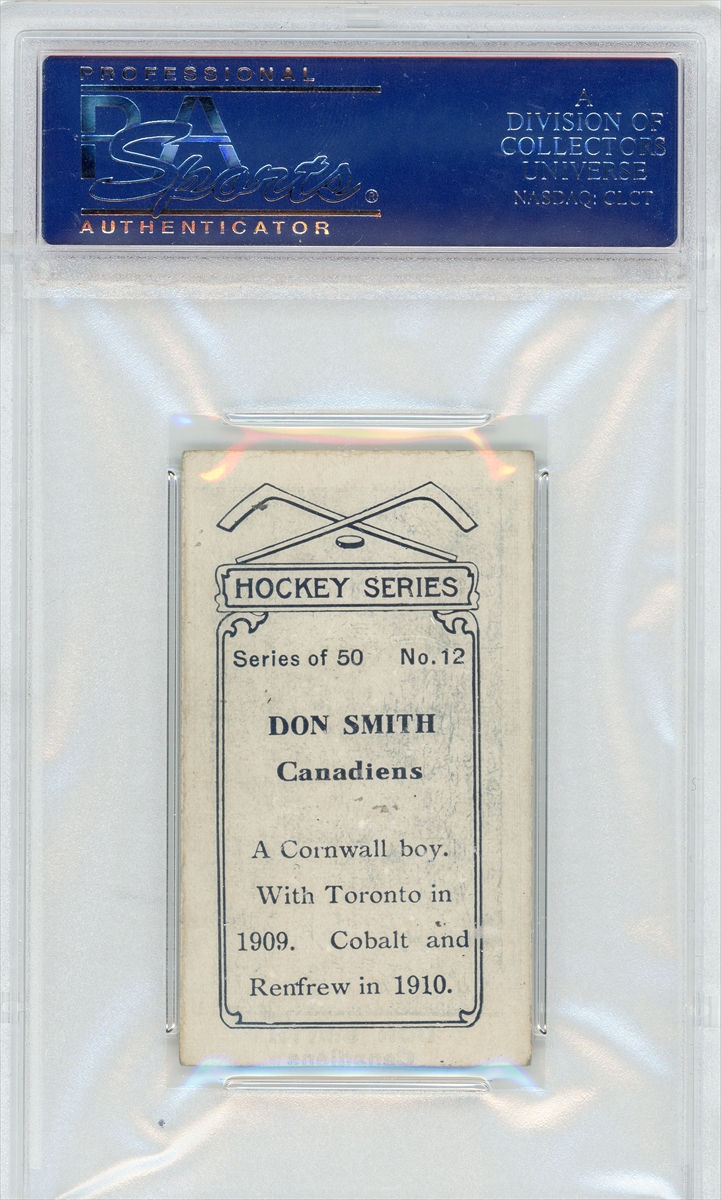 PROFESSIONAL
PSA
Sports®
AUTHENTICATOR
A
DIVISION OF
COLLECTORS
UNIVERSE
NASDAQ: CLCT
HOCKEY SERIES
Series of 50 No. 12
DON SMITH
Canadiens
A Cornwall boy.
With Toronto in
1909. Cobalt and
Renfrew in 1910.